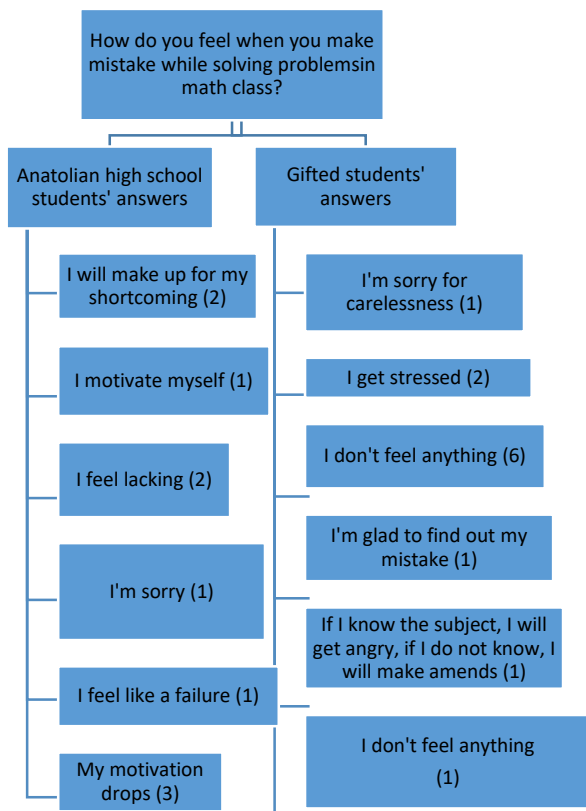 How do you feel when you make
mistake while solving problemsin
math class?
Anatolian high school
students' answers
I will make up for my
shortcoming (2)
I motivate myself (1)
I feel lacking (2)
I'm sorry (1)
I feel like a failure (1)
My motivation
drops (3)
Gifted students'
answers
I'm sorry for
carelessness (1)
I get stressed (2)
I don't feel anything (6)
I'm glad to find out my
mistake (1)
If I know the subject, I will
get angry, if I do not know, I
will make amends (1)
I don't feel anything
(1)